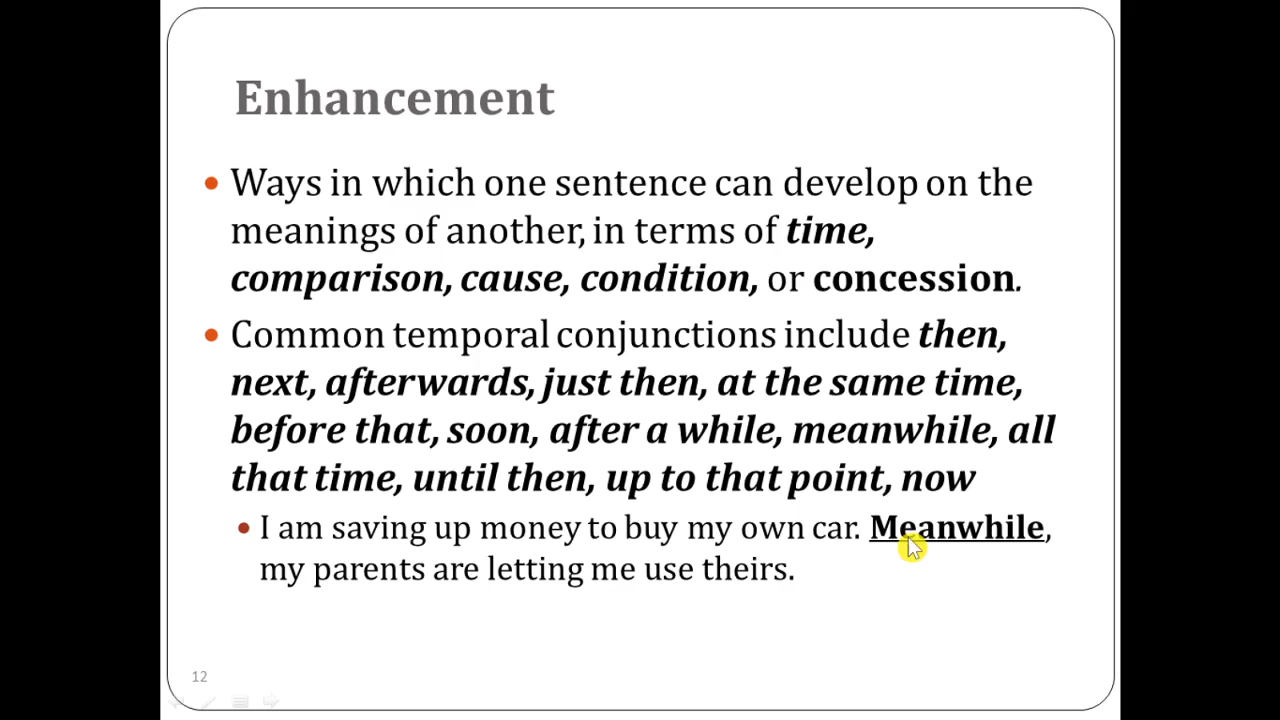 Enhancement
• Ways in which one sentence can develop on the
meanings of another, in terms of time,
comparison, cause, condition, or concession.
• Common temporal conjunctions include then,
next, afterwards, just then, at the same time,
before that, soon, after a while, meanwhile, all
that time, until then, up to that point, now
• I am saving up money to buy my own car. Meanwhile,
my parents are letting me use theirs.
12